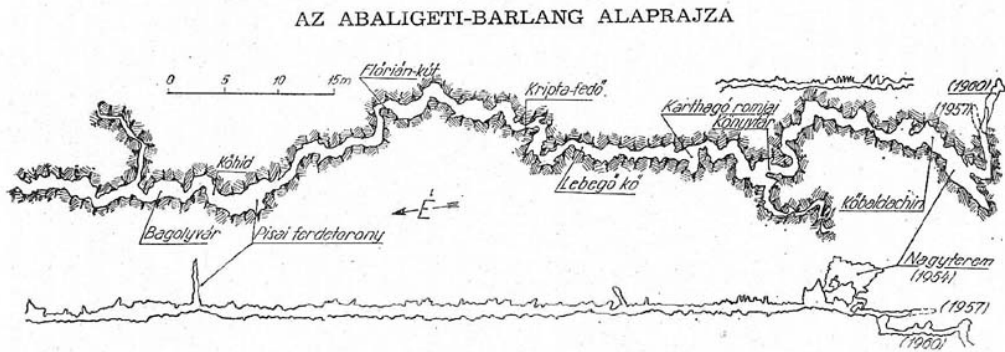 AZ ABALIGETI-BARLANG ALAPRAJZA
0 5 10 15m
Flórián-kút
Kripta-fedő
Karthagó romjai
Könyvtár
(1960)
(1957)
Kőhíd
Lebegő kő
É
Kőbaldachin
Bagolyvár
Pisai ferdetorony
Nagyterem
(1954)
(1957)
(1960)